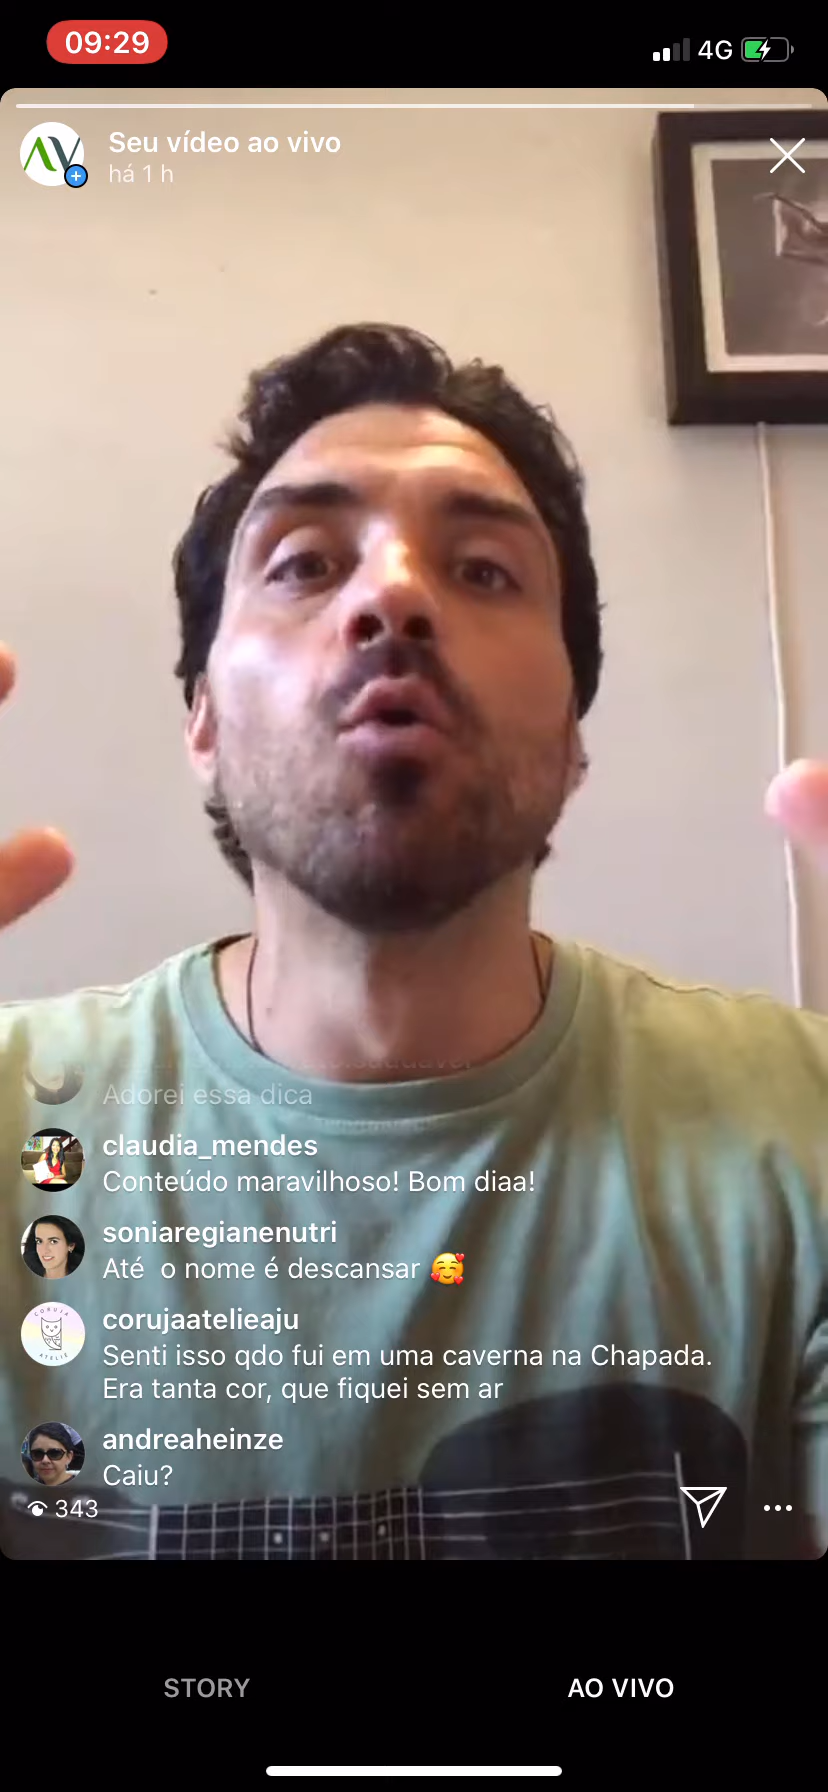 09:29
4G
Seu vídeo ao vivo
há 1 h
Adorei essa dica
claudia_mendes
Conteúdo maravilhoso! Bom diaa!
soniaregianenutri
Até  o nome é descansar 🥰
CORUJA
ATELIÊ
corujaatelieaju
Senti isso qdo fui em uma caverna na Chapada.
Era tanta cor, que fiquei sem ar
andreaheinze
Caiu?
343
STORY
AO VIVO